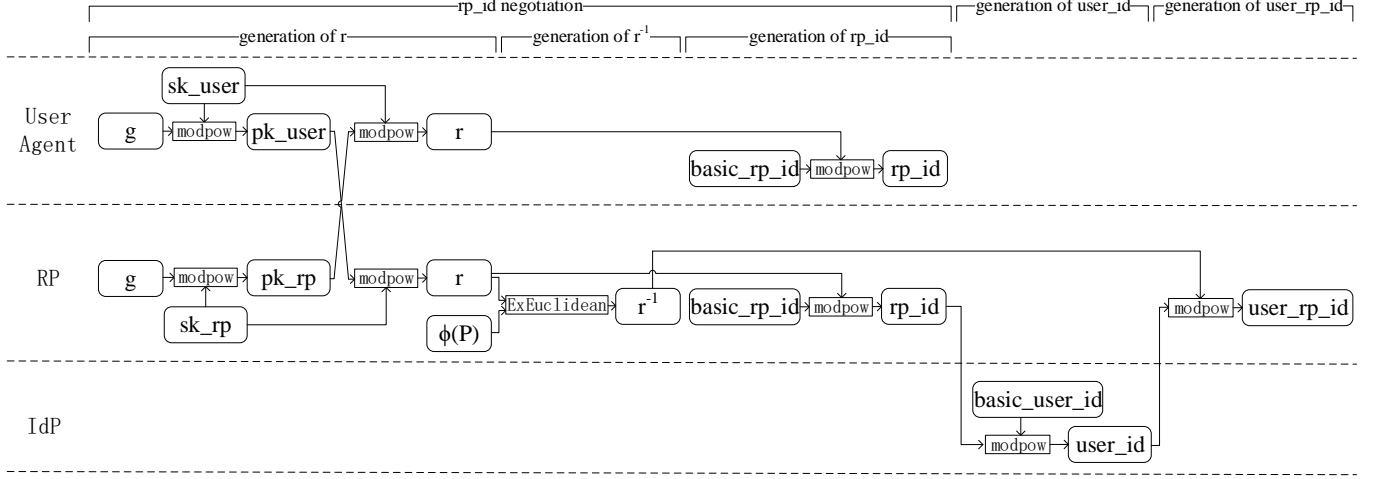 rp_id negotiation generation of user_id generation of user_rp_id
generation of r generation of r⁻¹ generation of rp_id
User
Agent
sk_user
g modpow pk_user modpow r
basic_rp_id modpow rp_id
RP
g modpow pk_rp modpow r
sk_rp
ϕ(P)
ExEuclidean r⁻¹ basic_rp_id modpow rp_id modpow user_rp_id
IdP
basic_user_id
modpow user_id